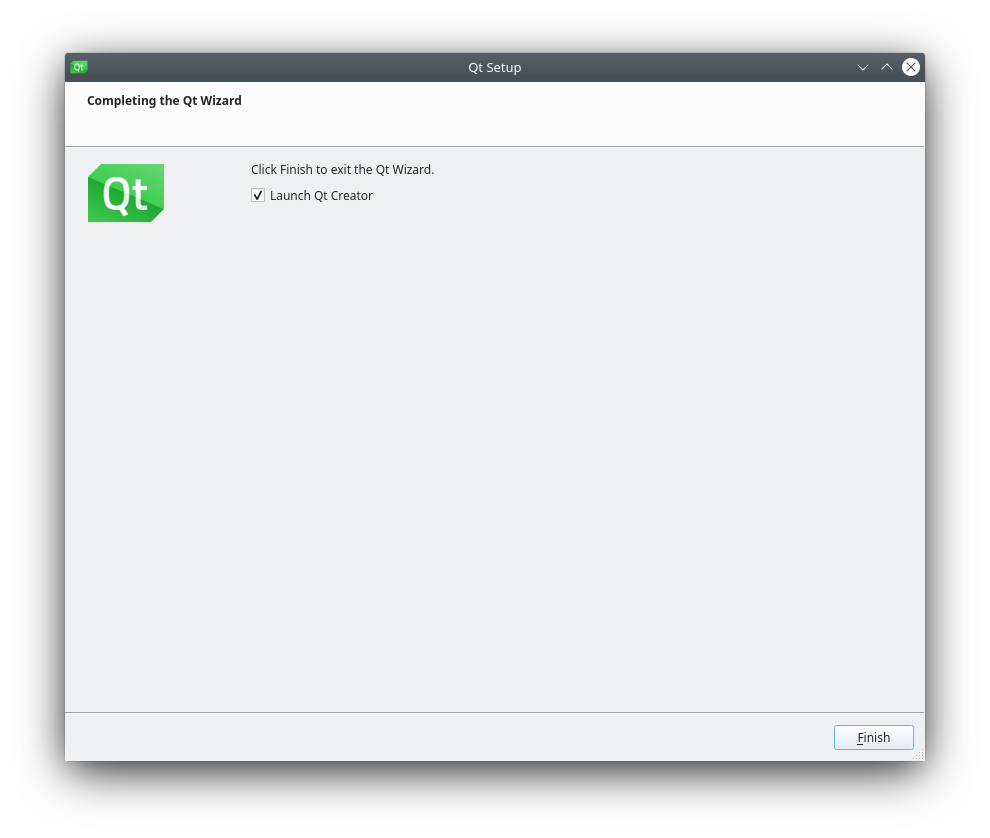 Qt
Qt Setup
Completing the Qt Wizard
Qt
Click Finish to exit the Qt Wizard.
Launch Qt Creator
Finish